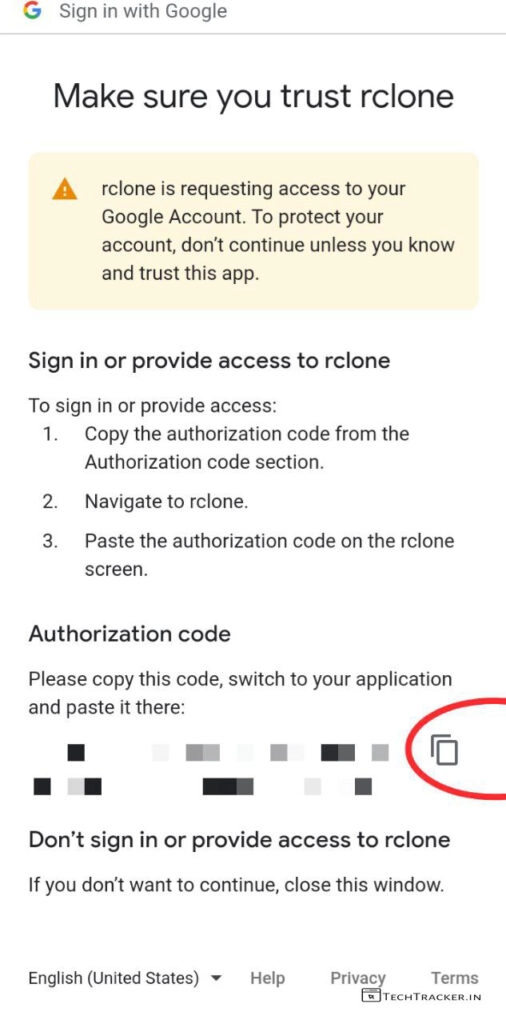 Sign in with Google
Make sure you trust rclone
rclone is requesting access to your
Google Account. To protect your
account, don’t continue unless you know
and trust this app.
Sign in or provide access to rclone
To sign in or provide access:
1. Copy the authorization code from the
Authorization code section.
2. Navigate to rclone.
3. Paste the authorization code on the rclone
screen.
Authorization code
Please copy this code, switch to your application
and paste it there:
Don’t sign in or provide access to rclone
If you don’t want to continue, close this window.
English (United States) Help Privacy Terms
TechTracker.in